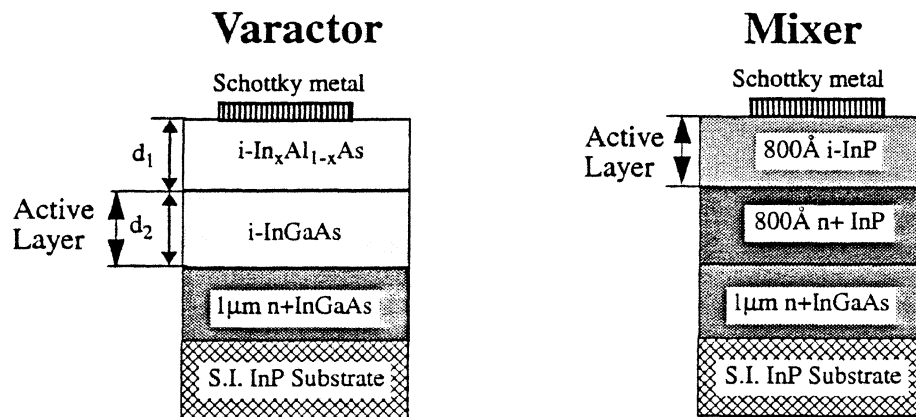 Varactor
Schottky metal
d1
i-InxAl1-xAs
Active
Layer
d2
i-InGaAs
1μm n+InGaAs
S.I. InP Substrate
Mixer
Schottky metal
Active
Layer
800Å i-InP
800Å n+ InP
1μm n+InGaAs
S.I. InP Substrate